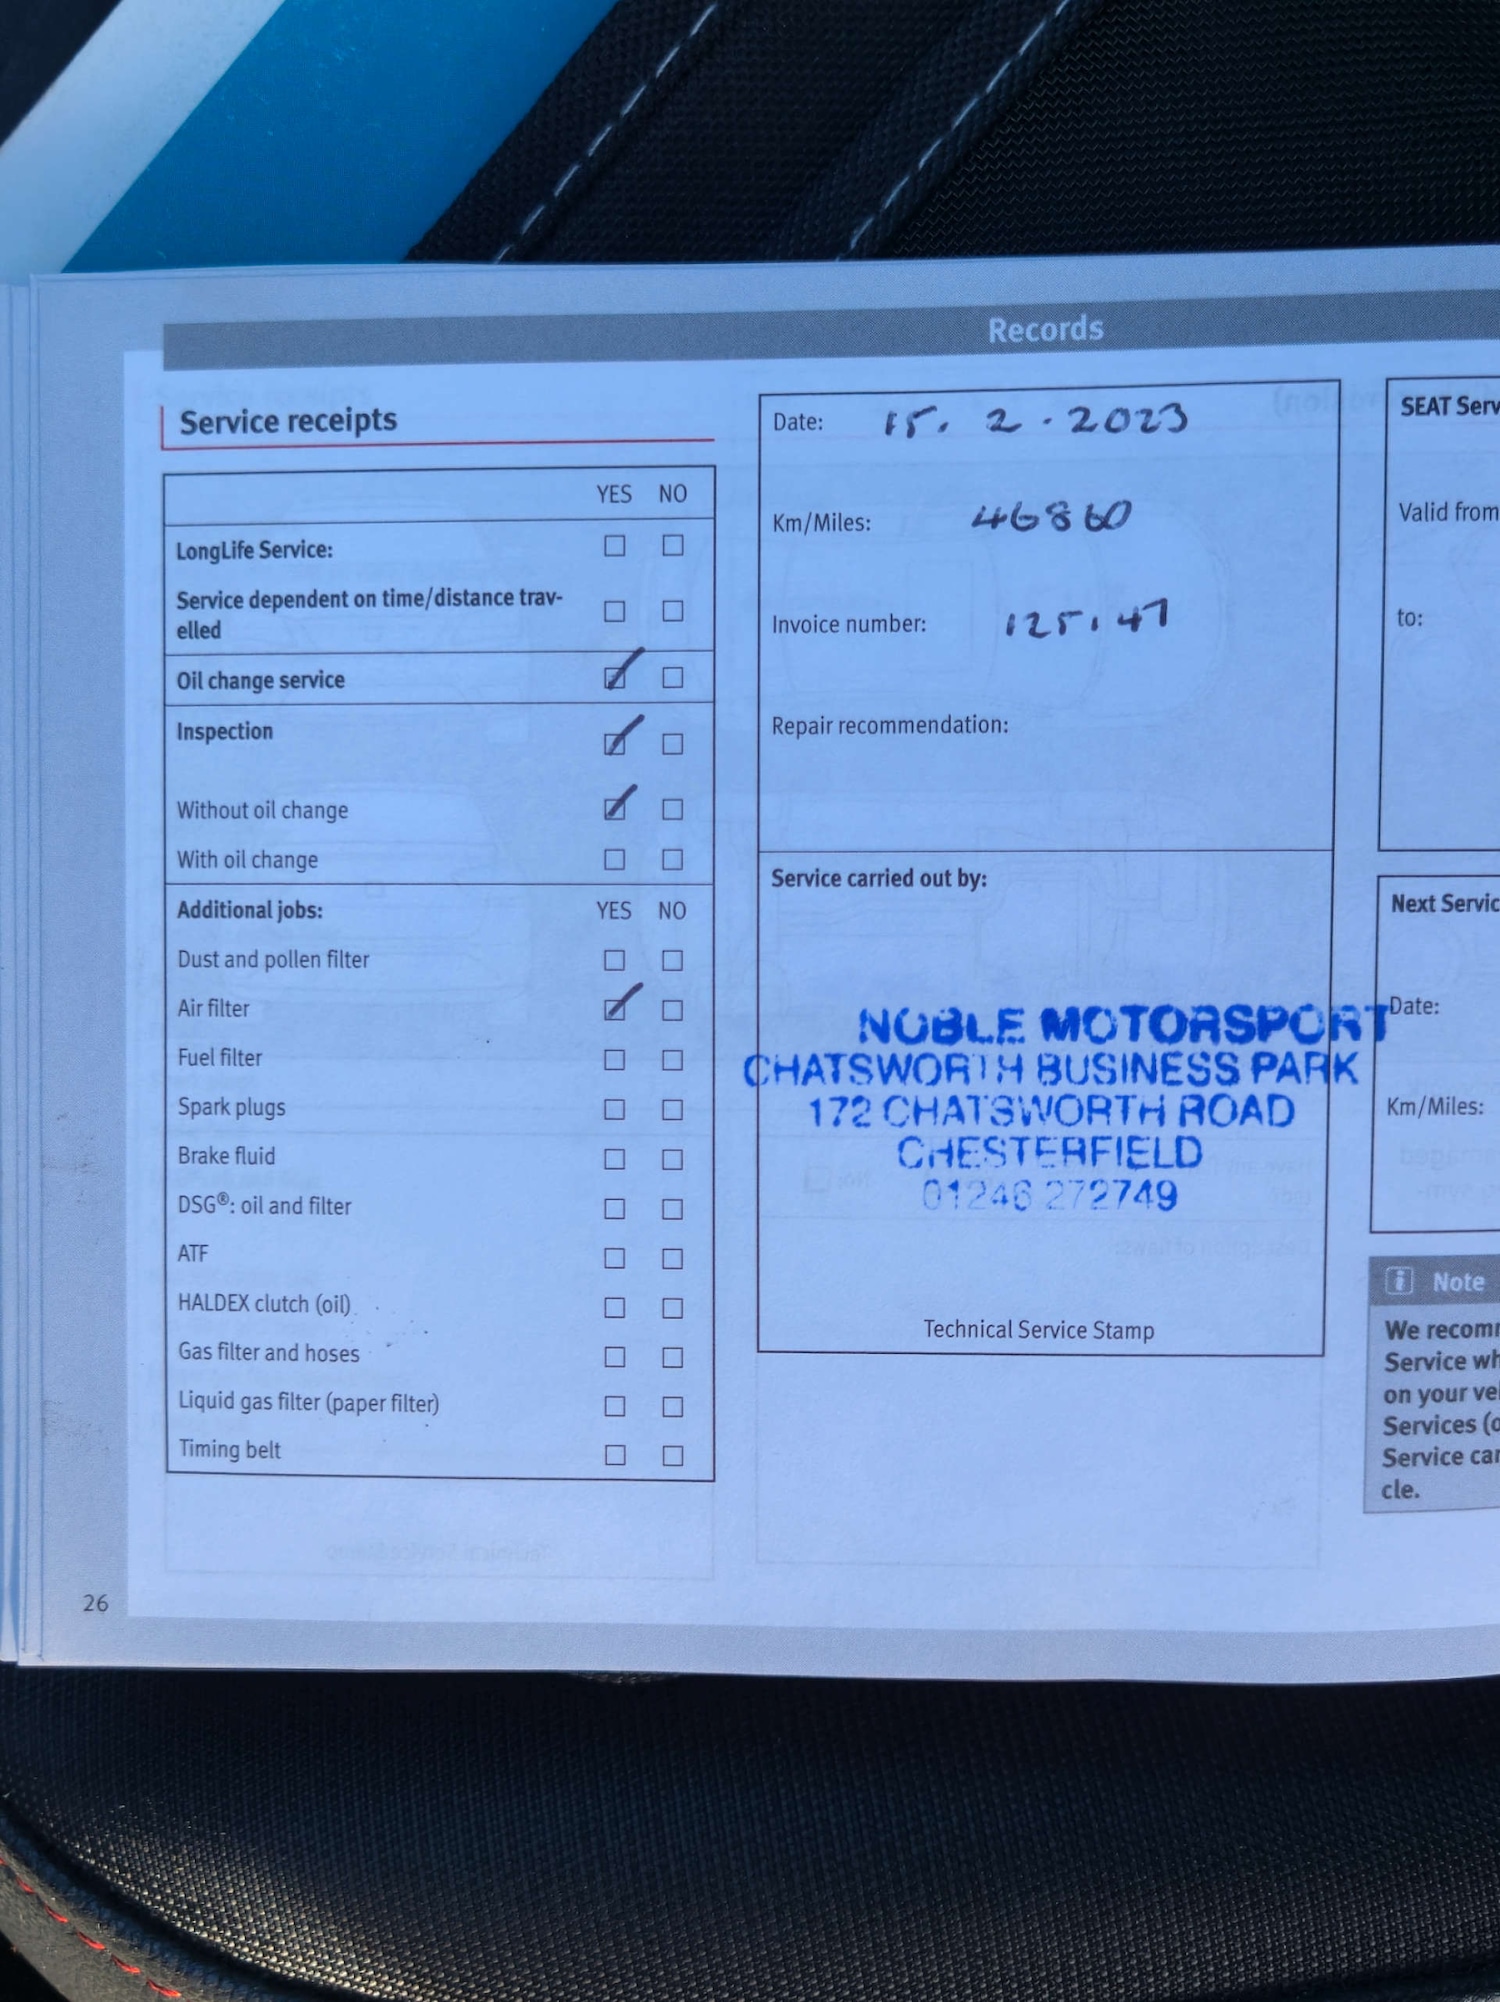 Records
Service receipts
YES NO
LongLife Service:
Service dependent on time/distance trav-
elled
Oil change service
Inspection
Without oil change
With oil change
Additional jobs: YES NO
Dust and pollen filter
Air filter
Fuel filter
Spark plugs
Brake fluid
DSG®: oil and filter
ATF
HALDEX clutch (oil)
Gas filter and hoses
Liquid gas filter (paper filter)
Timing belt
Date: 15. 2 . 2023
Km/Miles: 46860
Invoice number: 125.47
Repair recommendation:
Service carried out by:
NOBLE MOTORSPORT
CHATSWORTH BUSINESS PARK
172 CHATSWORTH ROAD
CHESTERFIELD
01246 272749
Technical Service Stamp
SEAT Serv
Valid from
to:
Next Servic
Date:
Km/Miles:
i Note
We recom
Service wh
on your ve
Services (o
Service car
cle.
26